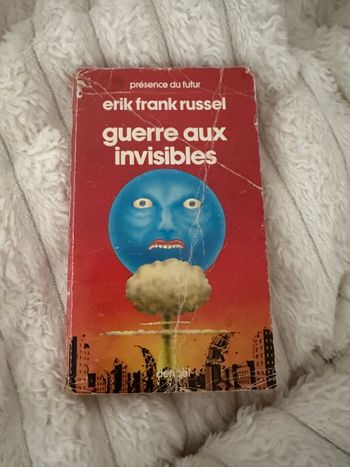 présence du futur
erik frank russel
guerre aux
invisibles
denoël